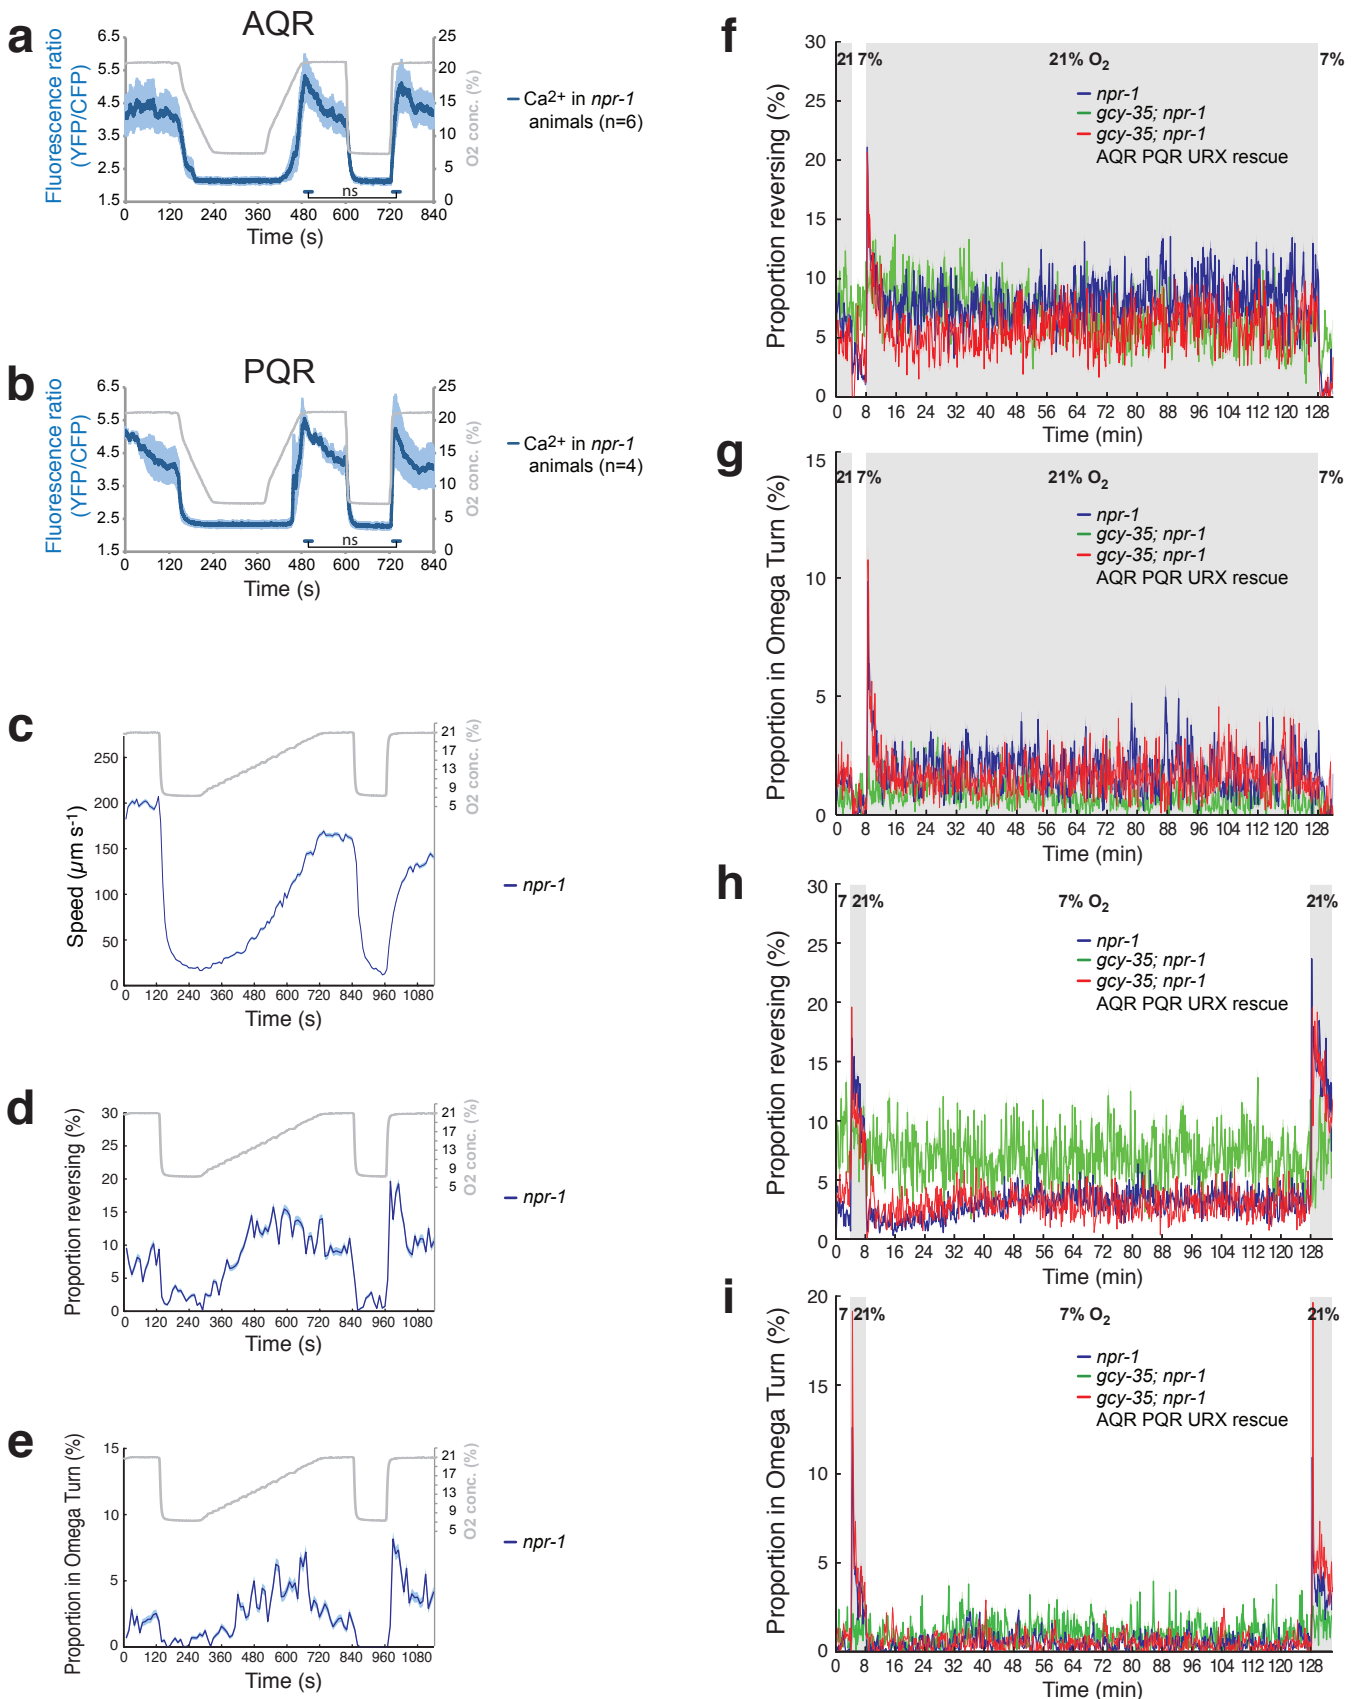 a
AQR
Fluorescence ratio
(YFP/CFP)
6.5
5.5
4.5
3.5
2.5
1.5
25
20
15
10
5
0
O2 conc. (%)
ns
0 120 240 360 480 600 720 840
Time (s)
Ca2+ in npr-1
animals (n=6)
b
PQR
Fluorescence ratio
(YFP/CFP)
6.5
5.5
4.5
3.5
2.5
1.5
25
20
15
10
5
0
O2 conc. (%)
ns
0 120 240 360 480 600 720 840
Time (s)
Ca2+ in npr-1
animals (n=4)
c
Speed (µm s-1)
250
200
150
100
50
0
21
17
13
9
5
O2 conc. (%)
0 120 240 360 480 600 720 840 960 1080
Time (s)
npr-1
d
Proportion reversing (%)
30
25
20
15
10
5
0
21
17
13
9
5
O2 conc. (%)
0 120 240 360 480 600 720 840 960 1080
Time (s)
npr-1
e
Proportion in Omega Turn (%)
15
10
5
0
21
17
13
9
5
O2 conc. (%)
0 120 240 360 480 600 720 840 960 1080
Time (s)
npr-1
f
Proportion reversing (%)
30
25
20
15
10
5
0
21 7% 21% O2 7%
npr-1
gcy-35; npr-1
gcy-35; npr-1
AQR PQR URX rescue
0 8 16 24 32 40 48 56 64 72 80 88 96 104 112 120 128
Time (min)
g
Proportion in Omega Turn (%)
15
10
5
0
21 7% 21% O2 7%
npr-1
gcy-35; npr-1
gcy-35; npr-1
AQR PQR URX rescue
0 8 16 24 32 40 48 56 64 72 80 88 96 104 112 120 128
Time (min)
h
Proportion reversing (%)
30
25
20
15
10
5
0
7 21% 7% O2 21%
npr-1
gcy-35; npr-1
gcy-35; npr-1
AQR PQR URX rescue
0 8 16 24 32 40 48 56 64 72 80 88 96 104 112 120 128
Time (min)
i
Proportion in Omega Turn (%)
20
15
10
5
0
7 21% 7% O2 21%
npr-1
gcy-35; npr-1
gcy-35; npr-1
AQR PQR URX rescue
0 8 16 24 32 40 48 56 64 72 80 88 96 104 112 120 128
Time (min)